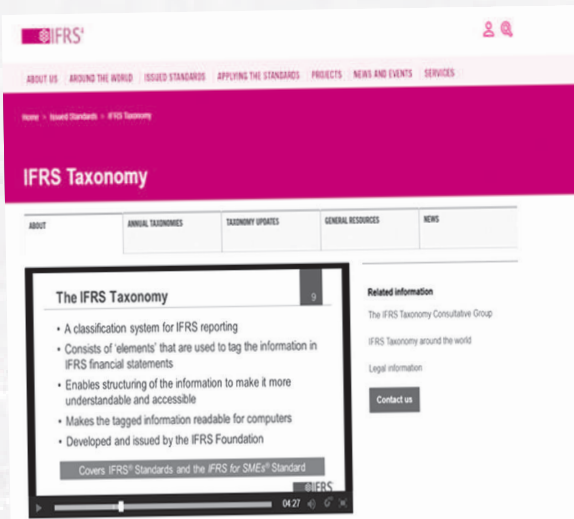 IFRS®
ABOUT US AROUND THE WORLD ISSUED STANDARDS APPLYING THE STANDARDS PROJECTS NEWS AND EVENTS SERVICES
Home > Issued Standards > IFRS Taxonomy
IFRS Taxonomy
ABOUT ANNUAL TAXONOMIES TAXONOMY UPDATES GENERAL RESOURCES NEWS
The IFRS Taxonomy 9
• A classification system for IFRS reporting
• Consists of 'elements' that are used to tag the information in
IFRS financial statements
• Enables structuring of the information to make it more
understandable and accessible
• Makes the tagged information readable for computers
• Developed and issued by the IFRS Foundation
Covers IFRS® Standards and the IFRS for SMEs® Standard
IFRS
04:27
Related information
The IFRS Taxonomy Consultative Group
IFRS Taxonomy around the world
Legal information
Contact us